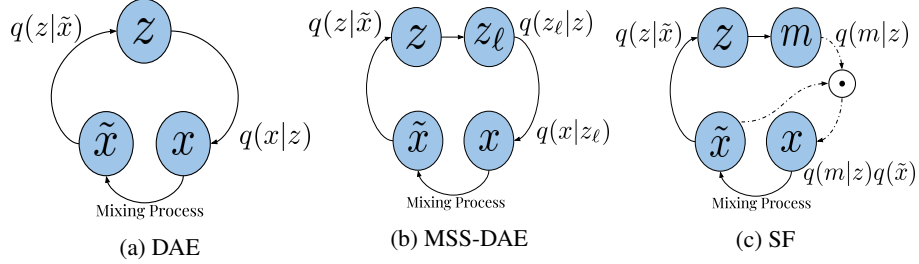 q(z|x̃) z x̃ x q(x|z) Mixing Process
(a) DAE
q(z|x̃) z z_ℓ q(z_ℓ|z) x̃ x q(x|z_ℓ) Mixing Process
(b) MSS-DAE
q(z|x̃) z m q(m|z) x̃ x q(m|z)q(x̃) Mixing Process
(c) SF